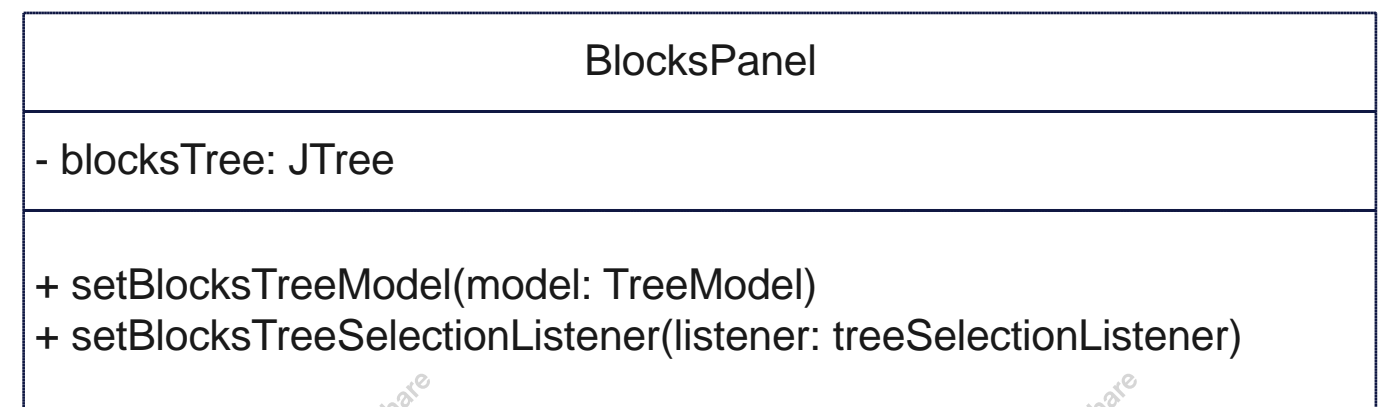 BlocksPanel
- blocksTree: JTree
+ setBlocksTreeModel(model: TreeModel)
+ setBlocksTreeSelectionListener(listener: treeSelectionListener)